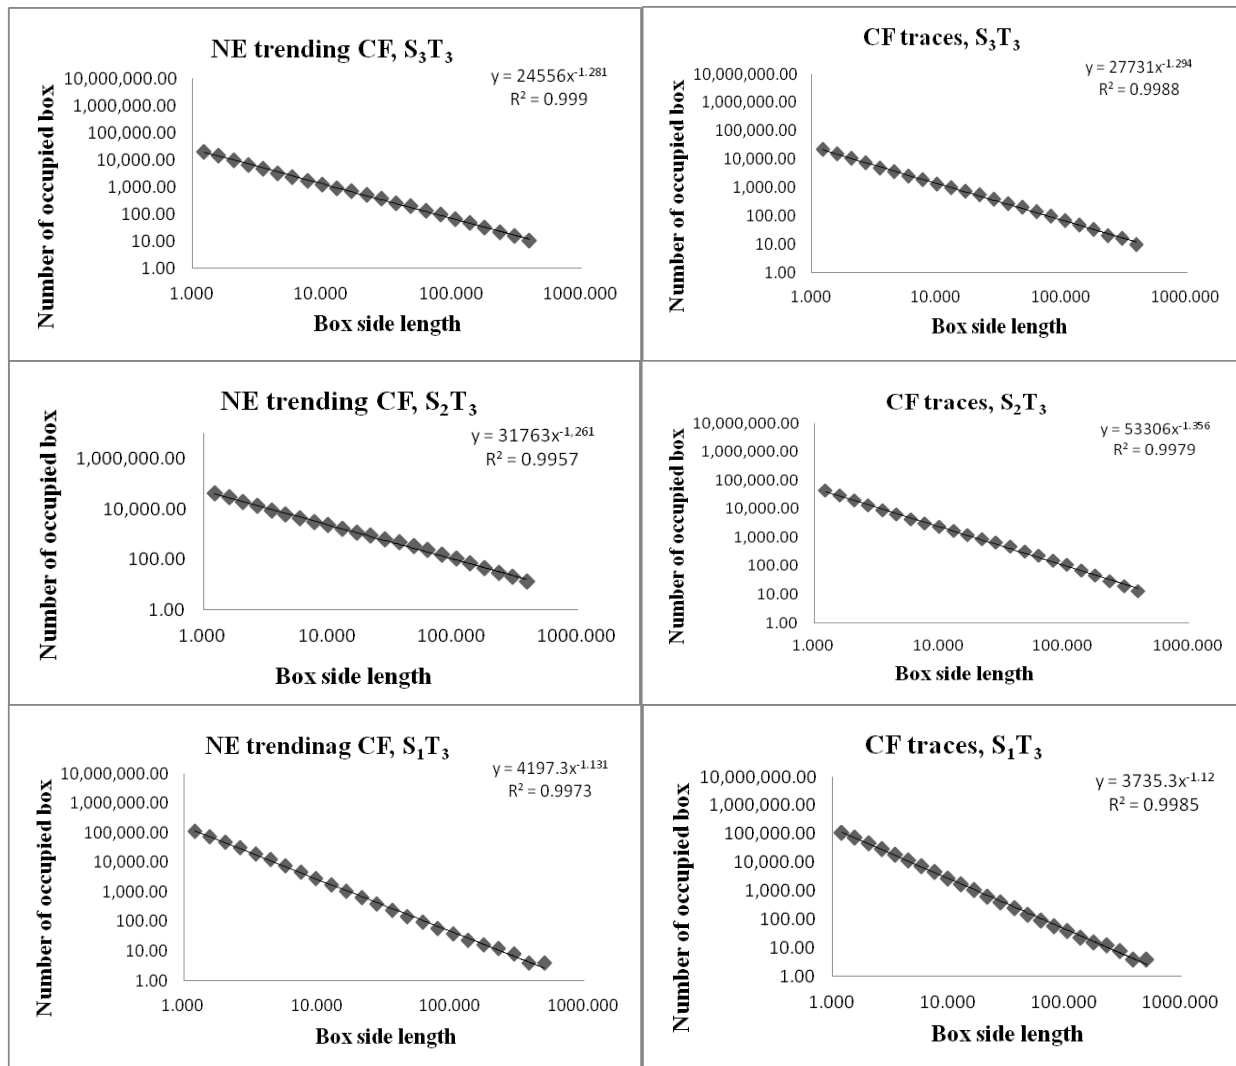 NE trending CF, S₃T₃
y = 24556x⁻¹·²⁸¹
R² = 0.999
Number of occupied box
10,000,000.00
1,000,000.00
100,000.00
10,000.00
1,000.00
100.00
10.00
1.00
1.000 10.000 100.000 1000.000
Box side length
CF traces, S₃T₃
y = 27731x⁻¹·²⁹⁴
R² = 0.9988
Number of occupied box
10,000,000.00
1,000,000.00
100,000.00
10,000.00
1,000.00
100.00
10.00
1.00
1.000 10.000 100.000 1000.000
Box side length
NE trending CF, S₂T₃
y = 31763x⁻¹,²⁶¹
R² = 0.9957
Number of occupied box
1,000,000.00
10,000.00
100.00
1.00
1.000 10.000 100.000 1000.000
Box side length
CF traces, S₂T₃
y = 53306x⁻¹·³⁵⁶
R² = 0.9979
Number of occupied box
10,000,000.00
1,000,000.00
100,000.00
10,000.00
1,000.00
100.00
10.00
1.00
1.000 10.000 100.000 1000.000
Box side length
NE trendinag CF, S₁T₃
y = 4197.3x⁻¹·¹³¹
R² = 0.9973
Number of occupied box
10,000,000.00
1,000,000.00
100,000.00
10,000.00
1,000.00
100.00
10.00
1.00
1.000 10.000 100.000 1000.000
Box side length
CF traces, S₁T₃
y = 3735.3x⁻¹·¹²
R² = 0.9985
Number of occupied box
10,000,000.00
1,000,000.00
100,000.00
10,000.00
1,000.00
100.00
10.00
1.00
1.000 10.000 100.000 1000.000
Box side length